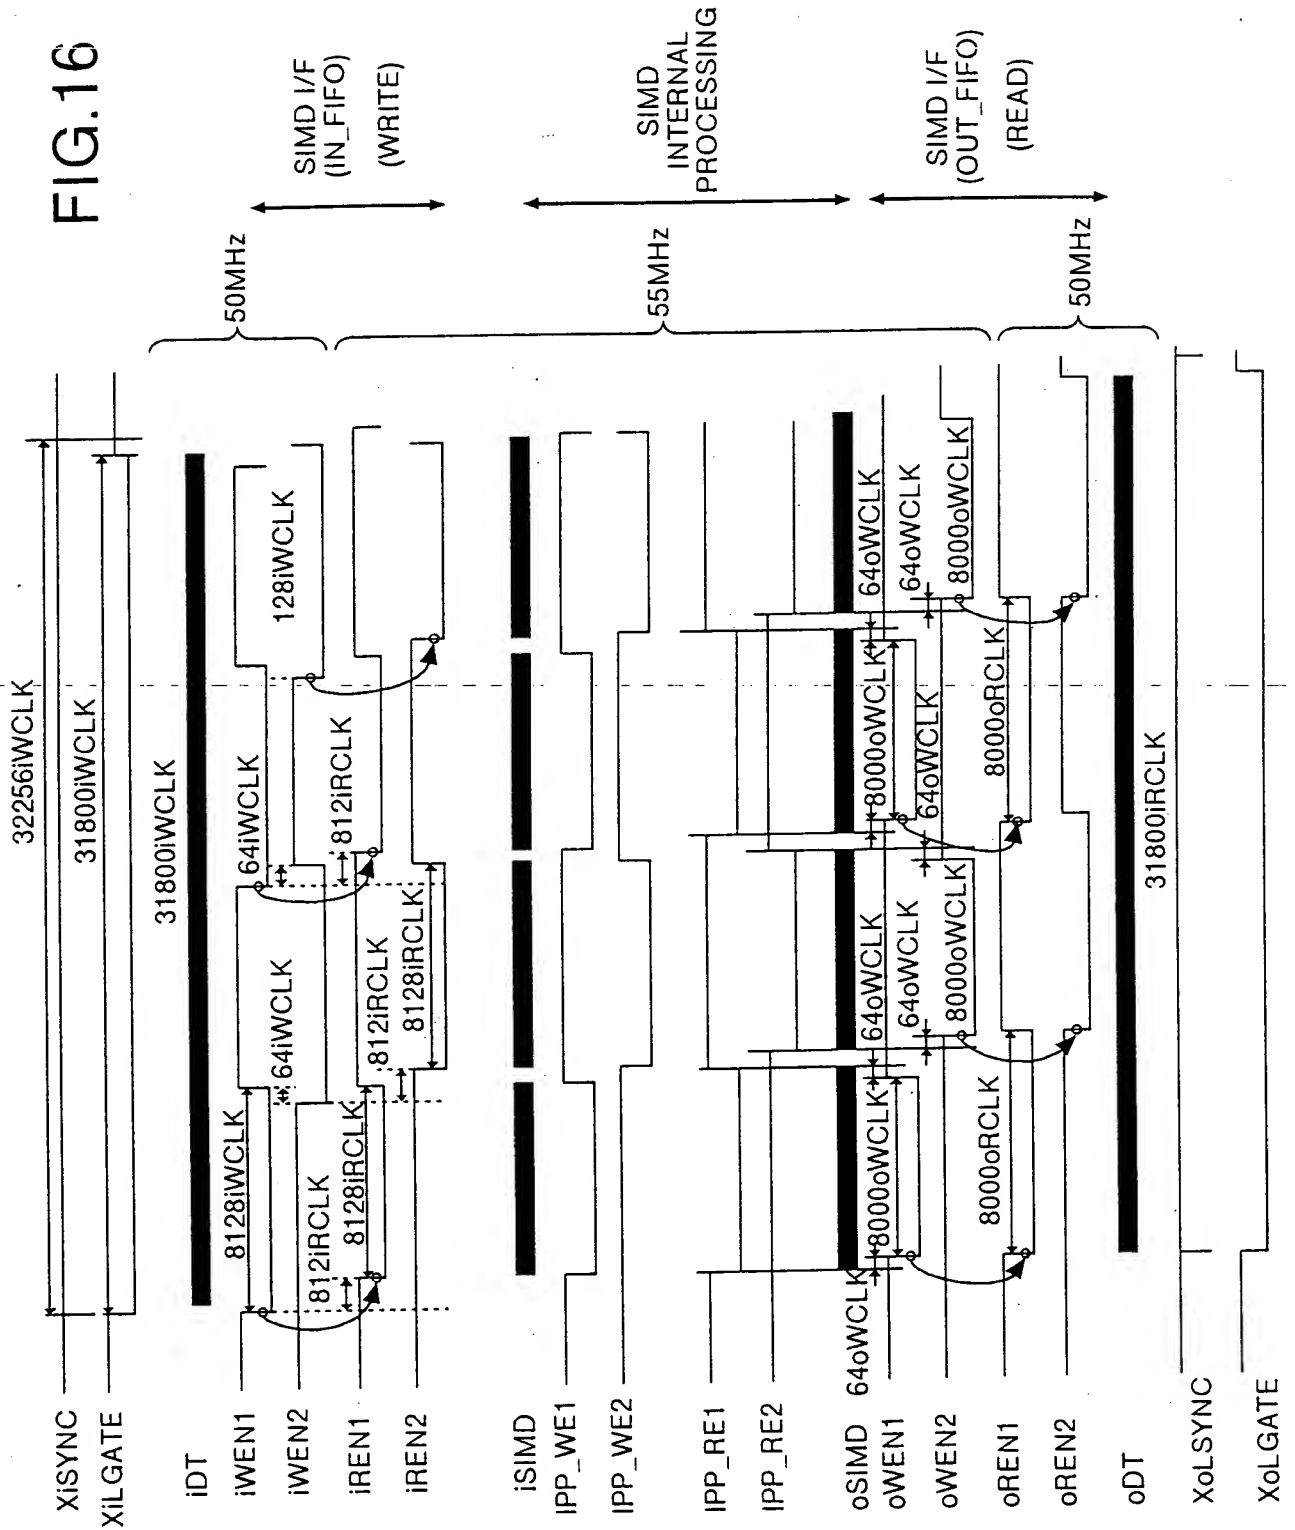 FIG.16
32256iWCLK
XiSYNC
31800iWCLK
XiLGATE
31800iWCLK
iDT
50MHz
SIMD I/F
(IN_FIFO)
(WRITE)
8128iWCLK
64iWCLK
iWEN1
64iWCLK
128iWCLK
iWEN2
812iRCLK
8128iRCLK
812iRCLK
812iRCLK
iREN1
8128iRCLK
iREN2
55MHz
SIMD
INTERNAL
PROCESSING
iSIMD
IPP_WE1
IPP_WE2
IPP_RE1
IPP_RE2
oSIMD
64oWCLK
64oWCLK
64oWCLK
8000oWCLK
8000oWCLK
oWEN1
64oWCLK
64oWCLK
64oWCLK
8000oWCLK
8000oWCLK
oWEN2
SIMD I/F
(OUT_FIFO)
(READ)
8000oRCLK
8000oRCLK
oREN1
oREN2
50MHz
oDT
31800iRCLK
XoLSYNC
XoLGATE